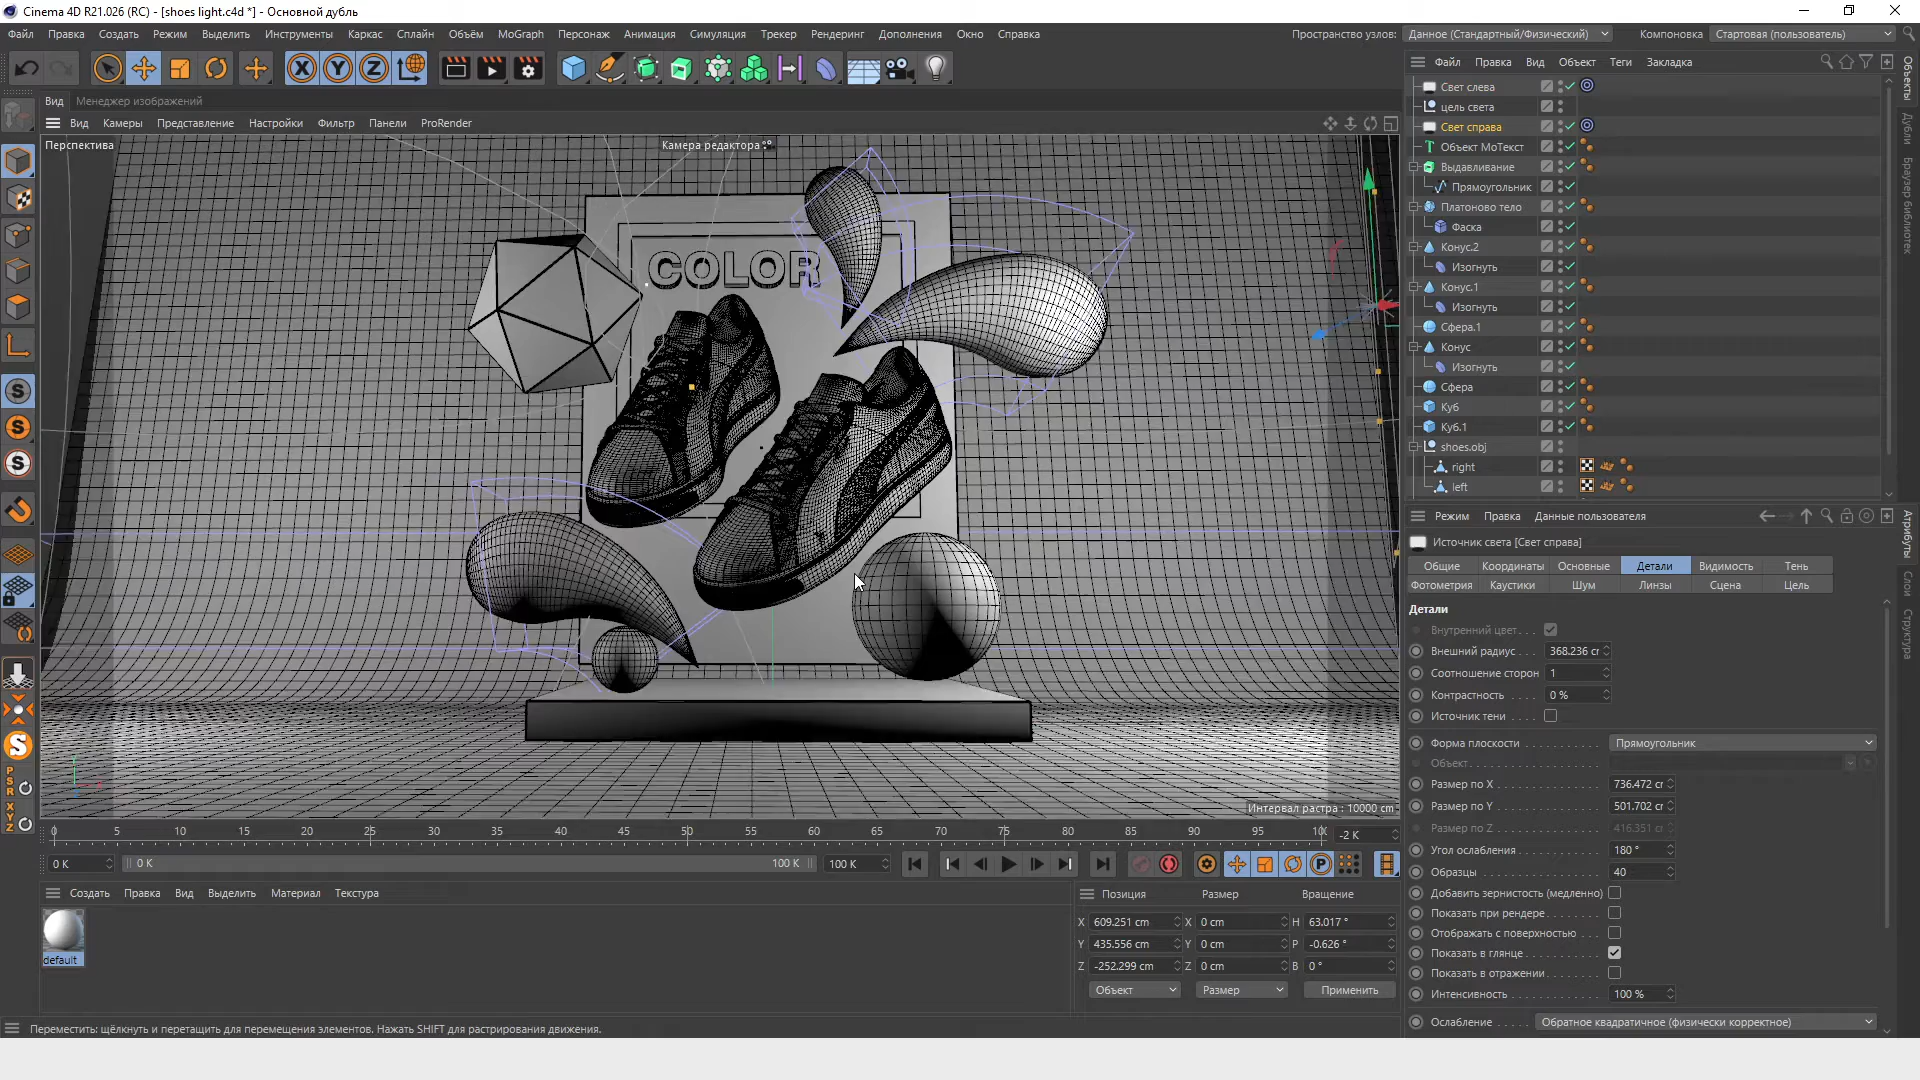 Cinema 4D R21.026 (RC) - [shoes light.c4d *] - Основной дубль
Файл Правка Создать Режим Выделить Инструменты Каркас Сплайн Объём MoGraph Персонаж Анимация Симуляция Трекер Рендеринг Дополнения Окно Справка Пространство узлов: Данное (Стандартный/Физический) Компоновка Стартовая (пользователь)
Вид Менеджер изображений
Вид Камеры Представление Настройки Фильтр Панели ProRender
Перспектива
Камера редактора
COLOR
Интервал растра : 10000 cm
0 5 10 15 20 25 30 35 40 45 50 55 60 65 70 75 80 85 90 95 -2 K
0 K 0 K 100 K 100 K
Создать Правка Вид Выделить Материал Текстура
default
Позиция Размер Вращение
X 609.251 cm X 0 cm H 63.017 °
Y 435.556 cm Y 0 cm P -0.626 °
Z -252.299 cm Z 0 cm B 0 °
Объект Размер Применить
Переместить: щёлкнуть и перетащить для перемещения элементов. Нажать SHIFT для растрирования движения.
Файл Правка Вид Объект Теги Закладка
Свет слева
цель света
Свет справа
Объект МоТекст
Выдавливание
Прямоугольник
Платоново тело
Фаска
Конус.2
Изогнуть
Конус.1
Изогнуть
Сфера.1
Конус
Изогнуть
Сфера
Куб
Куб.1
shoes.obj
right
left
Режим Правка Данные пользователя
Источник света [Свет справа]
Общие Координаты Основные Детали Видимость Тень
Фотометрия Каустики Шум Линзы Сцена Цель
Детали
Внутренний цвет
Внешний радиус 368.236 cr
Соотношение сторон 1
Контрастность 0 %
Источник тени
Форма плоскости Прямоугольник
Объект
Размер по X 736.472 cr
Размер по Y 501.702 cr
Размер по Z 416.351 cr
Угол ослабления 180 °
Образцы 40
Добавить зернистость (медленно)
Показать при рендере
Отображать с поверхностью
Показать в глянце
Показать в отражении
Интенсивность 100 %
Ослабление Обратное квадратичное (физически корректное)
Объекты
Дубли
Браузер библиотек
Атрибуты
Слои
Структура
P
S
R
X
Y
Z